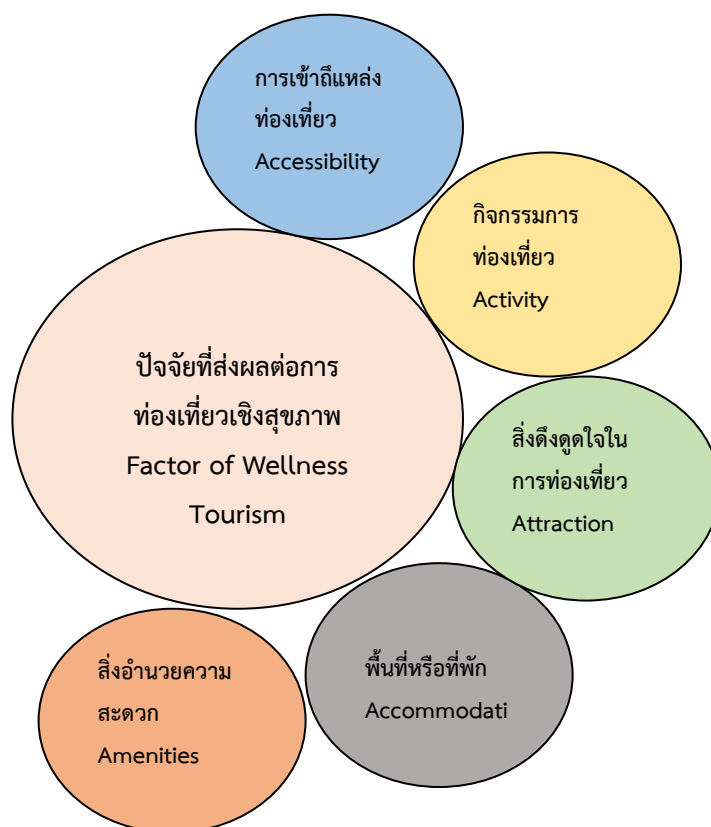 การเข้าถึแหล่ง
ท่องเที่ยว
Accessibility
กิจกรรมการ
ท่องเที่ยว
Activity
ปัจจัยที่ส่งผลต่อการ
ท่องเที่ยวเชิงสุขภาพ
Factor of Wellness
Tourism
สิ่งดึงดูดใจใน
การท่องเที่ยว
Attraction
พื้นที่หรือที่พัก
Accommodati
สิ่งอำนวยความ
สะดวก
Amenities